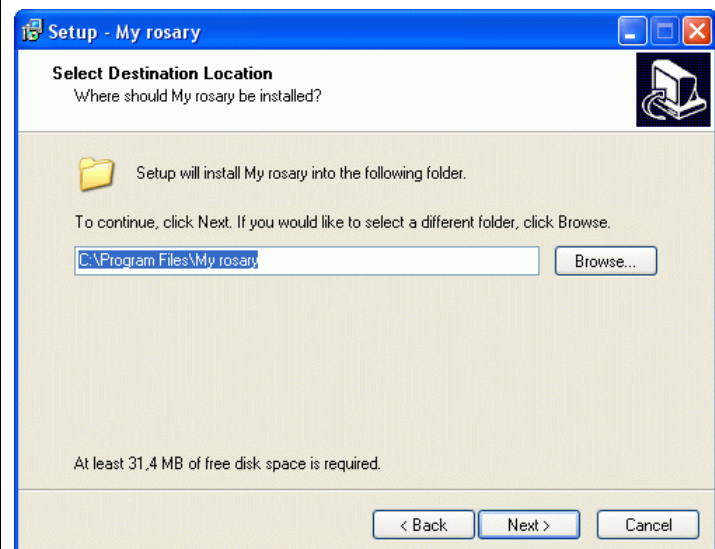 Setup - My rosary
Select Destination Location
Where should My rosary be installed?
Setup will install My rosary into the following folder.
To continue, click Next. If you would like to select a different folder, click Browse.
C:\Program Files\My rosary
Browse...
At least 31,4 MB of free disk space is required.
< Back
Next >
Cancel